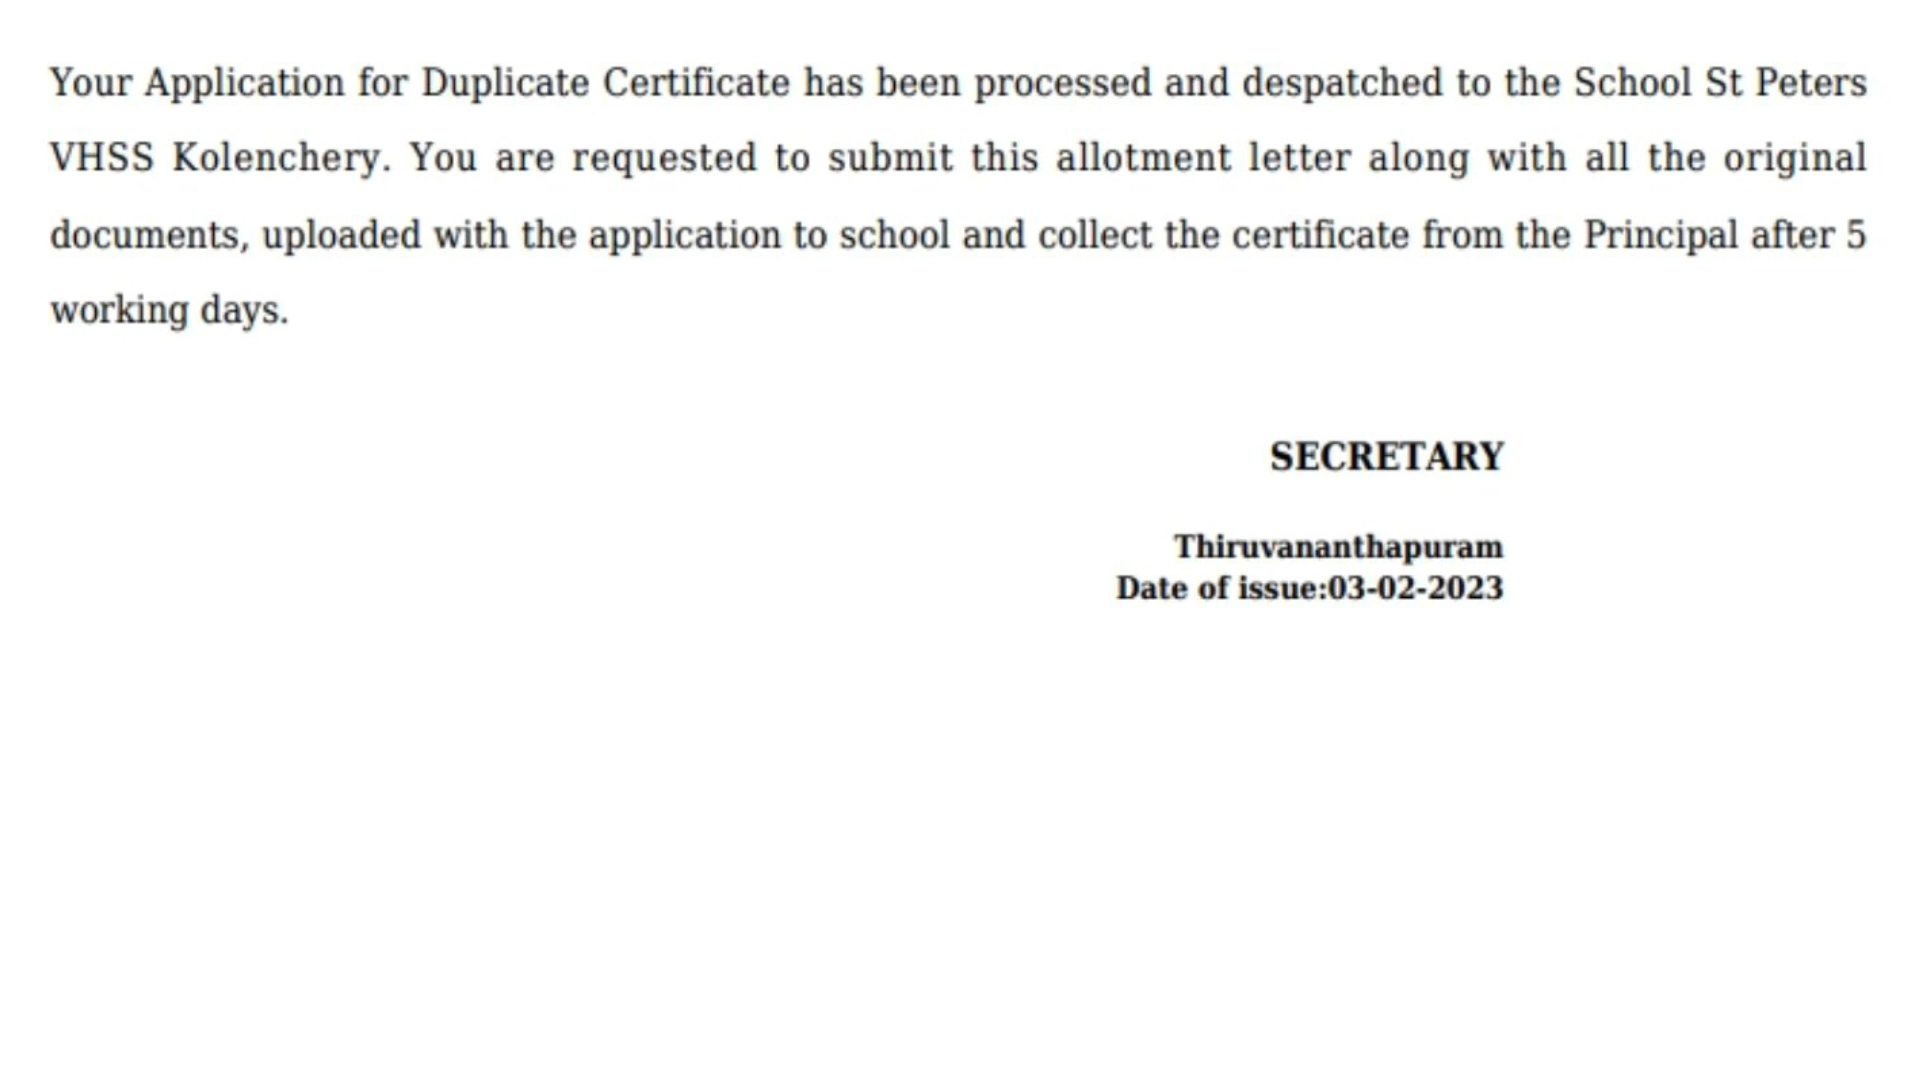 Your Application for Duplicate Certificate has been processed and despatched to the School St Peters
VHSS Kolenchery. You are requested to submit this allotment letter along with all the original
documents, uploaded with the application to school and collect the certificate from the Principal after 5
working days.
SECRETARY
Thiruvananthapuram
Date of issue:03-02-2023